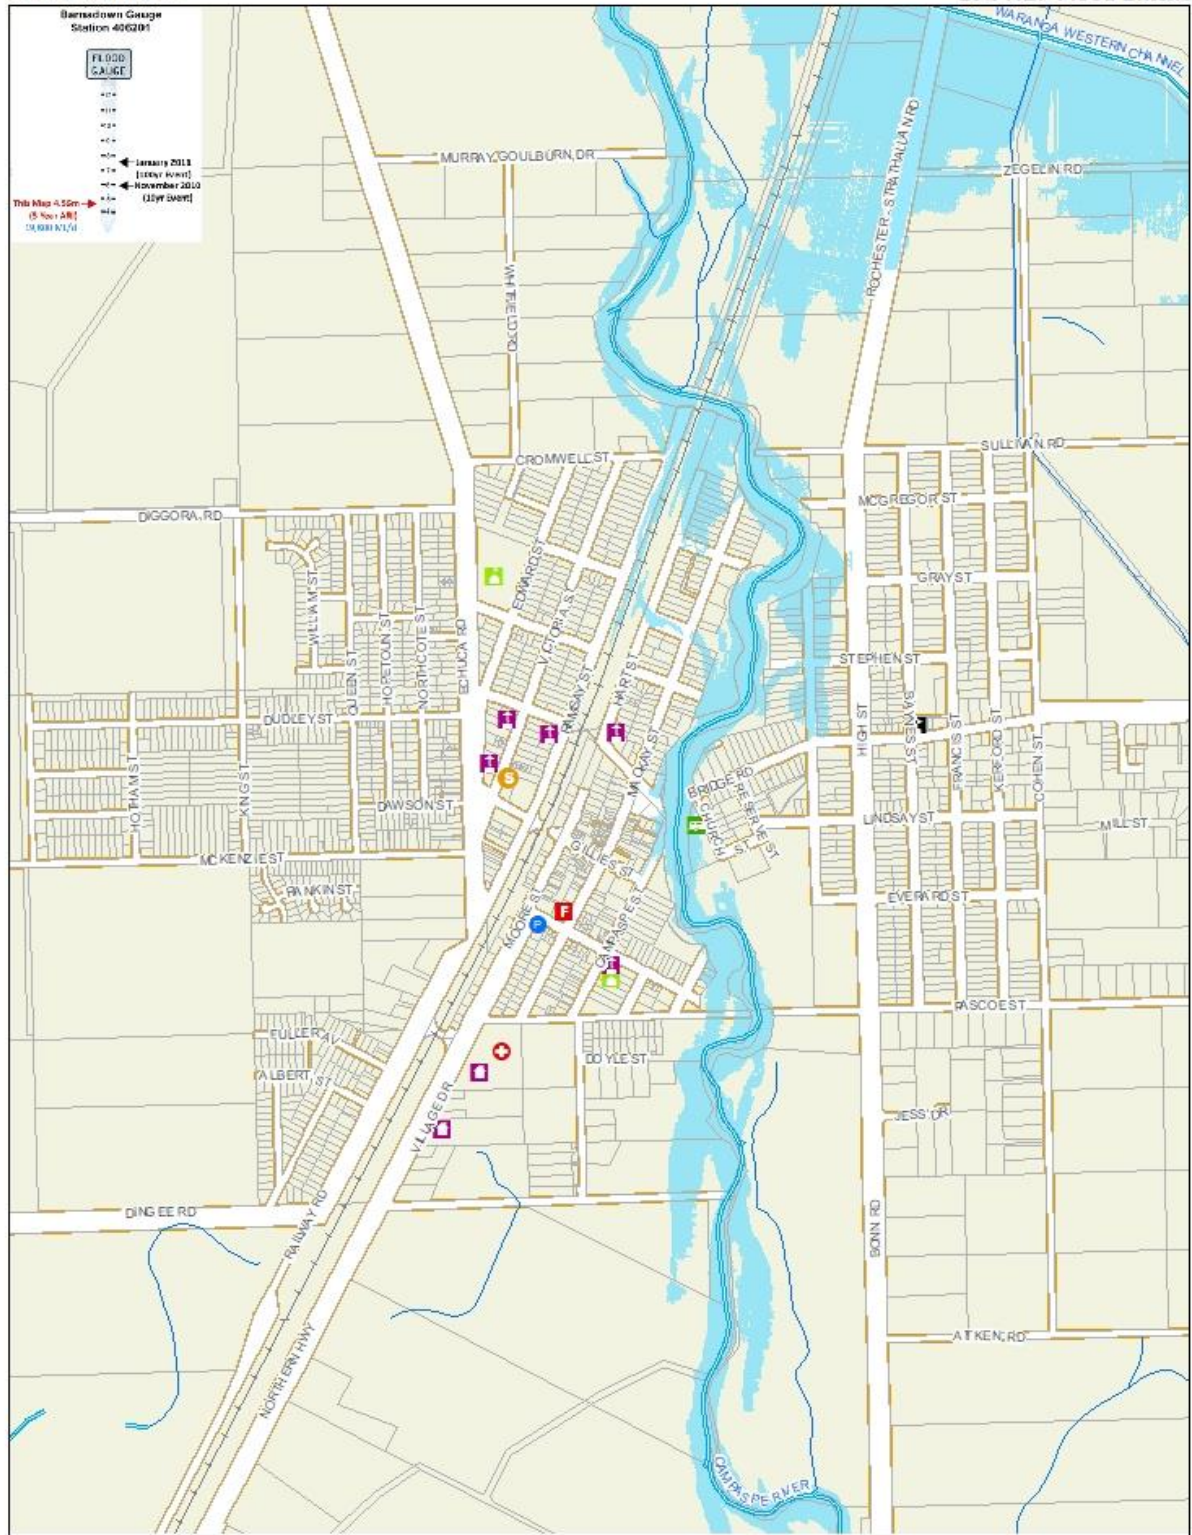 Barnadown Gauge
Station 406201
FLOOD
GAUGE
January 2011
(100yr Event)
November 2010
(10yr Event)
This Map 4.56m
(5 Year ARI)
WARANGA WESTERN CHANNEL
MURRAY GOULBURN DR
ZEGELIN RD
ROCHESTER - STRATHALLAN RD
WHITFIELD RD
SULLIVAN RD
CROMWELL ST
MCGREGOR ST
DIGGORA RD
EDWARD ST
GRAY ST
WILLIAM ST
HOPETOUN ST
NORTHCOTE ST
VICTORIA S
ECHUCA RD
QUEEN ST
STEPHEN ST
RAMSAY ST
HART ST
BAYNES ST
DUDLEY ST
HIGH ST
FRANCIS ST
KERFORD ST
COHEN ST
MACKAY ST
S
HOTHAM ST
KING ST
BRIDGE RD
RESERVE ST
CHURCH
S
DAWSON ST
LINDSAY ST
MILL ST
MCKENZIE ST
GILLIES ST
RANKIN ST
EVERARD ST
MOORE ST
F
P
CAMPASPE ST
PASCOE ST
FULLER AV
DOYLE ST
ALBERT ST
VILLAGE DR
JESS DR
DINGEE RD
RAILWAY RD
BONN RD
AITKEN RD
NORTHERN HWY
CAMPASPE RIVER